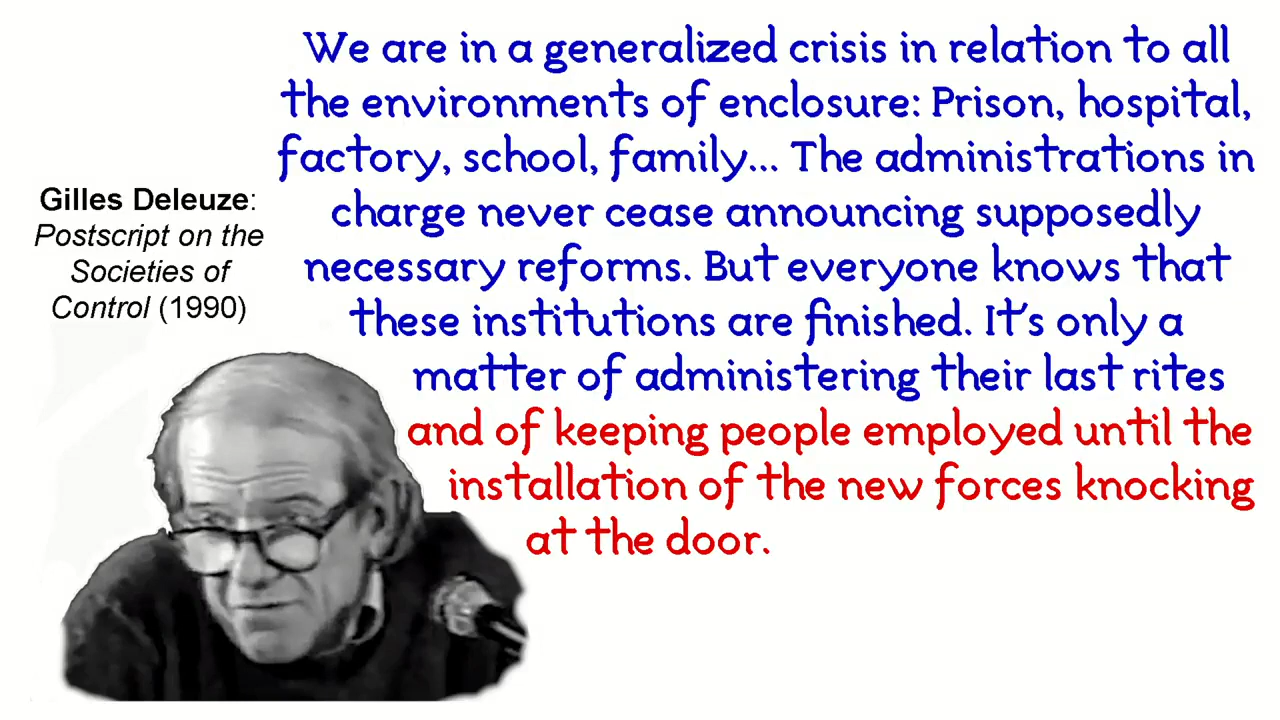 We are in a generalized crisis in relation to all
the environments of enclosure: Prison, hospital,
factory, school, family... The administrations in
charge never cease announcing supposedly
necessary reforms. But everyone knows that
these institutions are finished. It's only a
matter of administering their last rites
and of keeping people employed until the
installation of the new forces knocking
at the door.
Gilles Deleuze:
Postscript on the
Societies of
Control (1990)